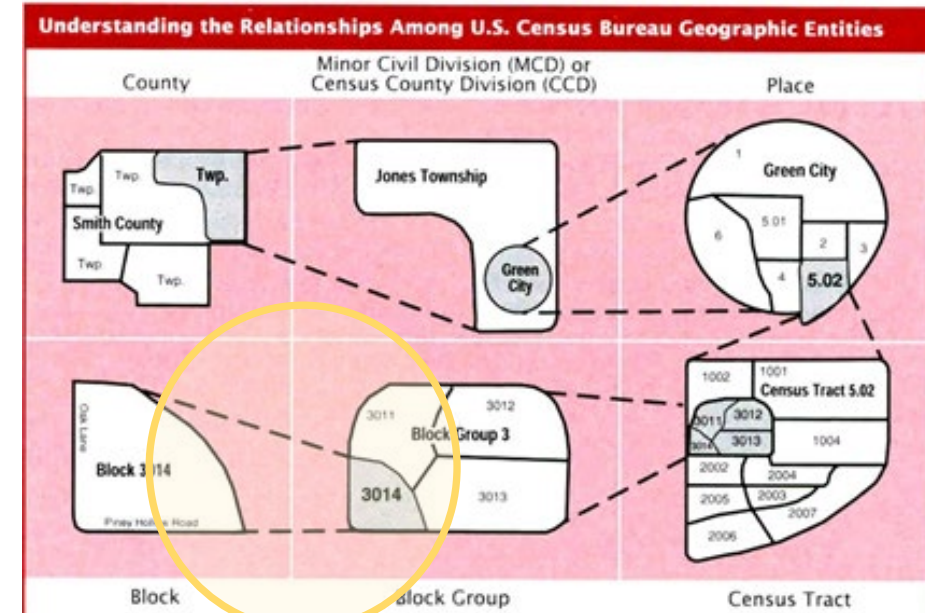 Understanding the Relationships Among U.S. Census Bureau Geographic Entities
County
Minor Civil Division (MCD) or
Census County Division (CCD)
Place
Twp.
Twp.
Twp.
Smith County
Twp.
Twp.
Jones Township
Green
City
1
Green City
5.01
6
2
3
4
5.02
Oak Lane
Block 3014
Piney Hollow Road
3011
3012
Block Group 3
3014
3013
1002
1001
Census Tract 5.02
3011
3012
3014
3013
1004
2002
2004
2005
2003
2007
2006
Block
Block Group
Census Tract